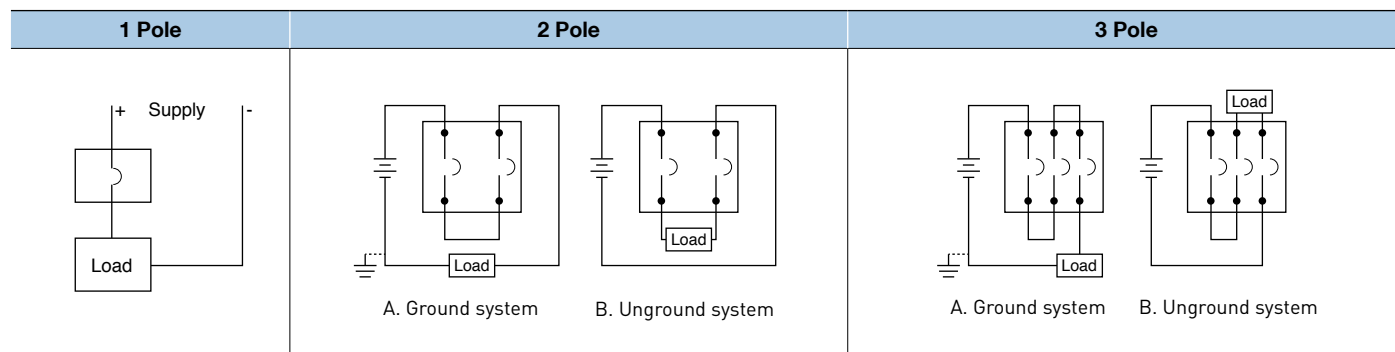 1 Pole
2 Pole
3 Pole
+ Supply -
Load
Load
A. Ground system
Load
B. Unground system
Load
A. Ground system
Load
B. Unground system